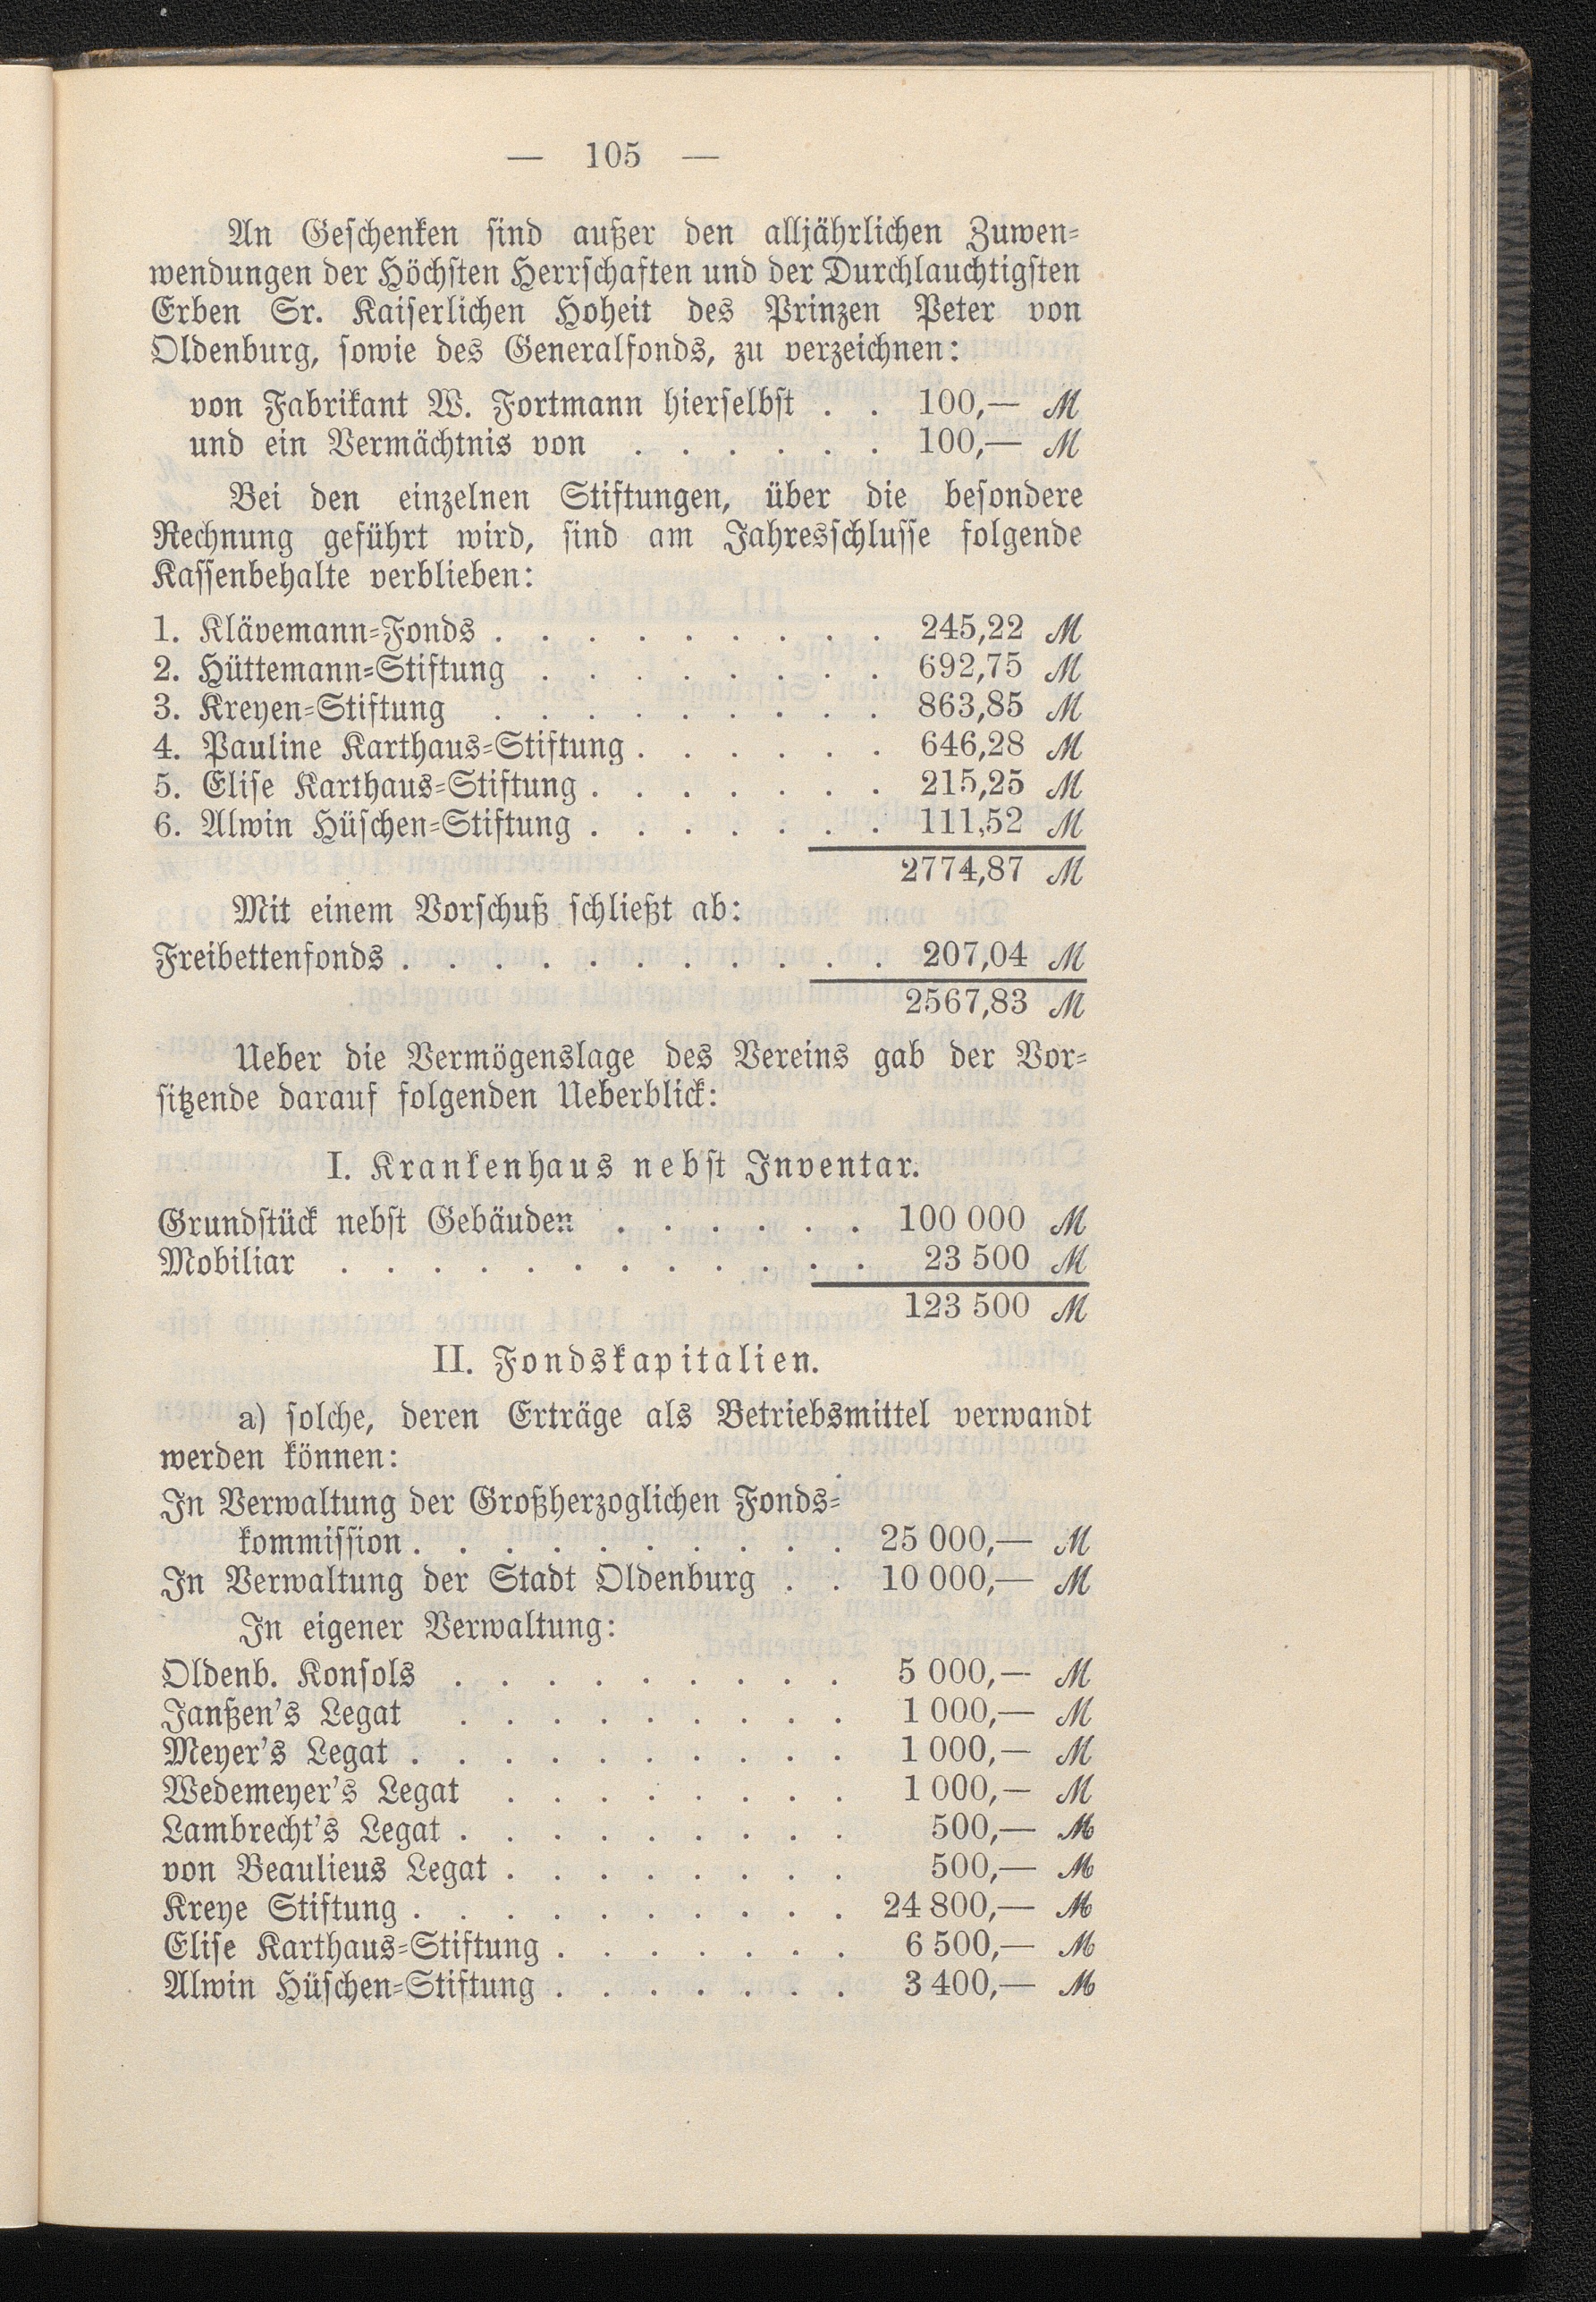 — 105 —
An Geschenken sind außer den alljährlichen Zuwen-
wendungen der Höchsten Herrschaften und der Durchlauchtigsten
Erben Sr. Kaiserlichen Hoheit des Prinzen Peter von
Oldenburg, sowie des Generalfonds, zu verzeichnen:
von Fabrikant W. Fortmann hierselbst . . 100,— ℳ
und ein Vermächtnis von . . . . . . 100,— ℳ
Bei den einzelnen Stiftungen, über die besondere
Rechnung geführt wird, sind am Jahresschlusse folgende
Kassenbehalte verblieben:
1. Klävemann-Fonds . . . . . . . . . 245,22 ℳ
2. Hüttemann-Stiftung . . . . . . . . 692,75 ℳ
3. Kreyen-Stiftung . . . . . . . . . 863,85 ℳ
4. Pauline Karthaus-Stiftung . . . . . . 646,28 ℳ
5. Elise Karthaus-Stiftung . . . . . . . 215,25 ℳ
6. Alwin Hüschen-Stiftung . . . . . . . 111,52 ℳ
2774,87 ℳ
Mit einem Vorschuß schließt ab:
Freibettenfonds . . . . . . . . . . . 207,04 ℳ
2567,83 ℳ
Ueber die Vermögenslage des Vereins gab der Vor-
sitzende darauf folgenden Ueberblick:
I. Krankenhaus nebst Inventar.
Grundstück nebst Gebäuden . . . . . . 100 000 ℳ
Mobiliar . . . . . . . . . . . . 23 500 ℳ
123 500 ℳ
II. Fondskapitalien.
a) solche, deren Erträge als Betriebsmittel verwandt
werden können:
In Verwaltung der Großherzoglichen Fonds-
kommission . . . . . . . . . . 25 000,— ℳ
In Verwaltung der Stadt Oldenburg . . 10 000,— ℳ
In eigener Verwaltung:
Oldenb. Konsols . . . . . . . . . 5 000,— ℳ
Janßen's Legat . . . . . . . . . 1 000,— ℳ
Meyer's Legat . . . . . . . . . . 1 000,— ℳ
Wedemeyer's Legat . . . . . . . . 1 000,— ℳ
Lambrecht's Legat . . . . . . . . . 500,— ℳ
von Beaulieus Legat . . . . . . . . 500,— ℳ
Kreye Stiftung . . . . . . . . . . 24 800,— ℳ
Elise Karthaus-Stiftung . . . . . . . 6 500,— ℳ
Alwin Hüschen-Stiftung . . . . . . . 3 400,— ℳ